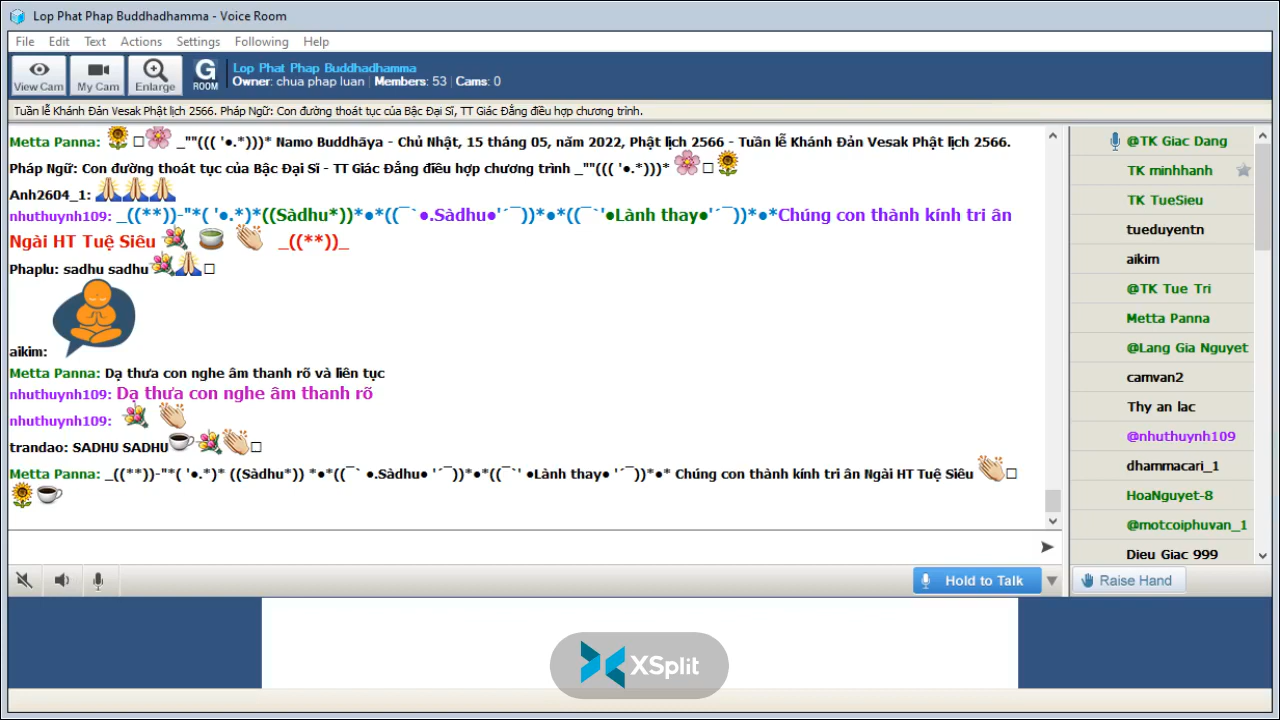 Lop Phat Phap Buddhadhamma - Voice Room
File Edit Text Actions Settings Following Help
View Cam My Cam Enlarge G ROOM
Lop Phat Phap Buddhadhamma
Owner: chua phap luan | Members: 53 | Cams: 0
Tuần lễ Khánh Đản Vesak Phật lịch 2566. Pháp Ngữ: Con đường thoát tục của Bậc Đại Sĩ, TT Giác Đẳng điều hợp chương trình.
Metta Panna: 🌻 □🌸 _""((( '●.*)))* Namo Buddhāya - Chủ Nhật, 15 tháng 05, năm 2022, Phật lịch 2566 - Tuần lễ Khánh Đản Vesak Phật lịch 2566.
Pháp Ngữ: Con đường thoát tục của Bậc Đại Sĩ - TT Giác Đẳng điều hợp chương trình _""((( '●.*)))* 🌸□🌻
Anh2604_1: 🙏🙏🙏
nhuthuynh109: _((**))-"*( '●.*)*((Sàdhu*))*●*((¯`●.Sàdhu●'´¯))*●*((¯`'●Lành thay●'´¯))*●*Chúng con thành kính tri ân
Ngài HT Tuệ Siêu 💐 🍵 👏 _((**))_
Phaplu: sadhu sadhu 💐🙏□
aikim:
Metta Panna: Dạ thưa con nghe âm thanh rõ và liên tục
nhuthuynh109: Dạ thưa con nghe âm thanh rõ
nhuthuynh109: 💐 👏
trandao: SADHU SADHU☕💐👏□
Metta Panna: _((**))-"*( '●.*)* ((Sàdhu*)) *●*((¯` ●.Sàdhu● '´¯))*●*((¯`' ●Lành thay● '´¯))*●* Chúng con thành kính tri ân Ngài HT Tuệ Siêu 👏□
🌻☕
@TK Giac Dang
TK minhhanh
TK TueSieu
tueduyentn
aikim
@TK Tue Tri
Metta Panna
@Lang Gia Nguyet
camvan2
Thy an lac
@nhuthuynh109
dhammacari_1
HoaNguyet-8
@motcoiphuvan_1
Dieu Giac 999
Hold to Talk
Raise Hand
XSplit